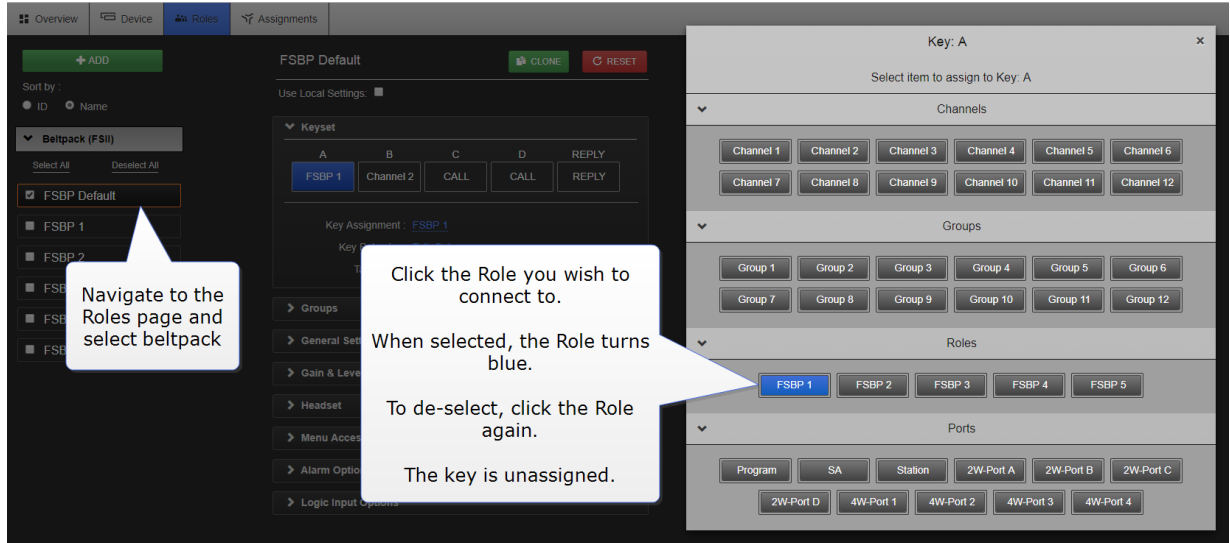 Overview
Device
Roles
Assignments
ADD
Sort by :
ID
Name
Beltpack (FSII)
Select All
Deselect All
FSBP Default
FSBP 1
FSBP 2
Navigate to the
Roles page and
select beltpack
FSBP Default
CLONE
RESET
Use Local Settings:
Keyset
A
B
C
D
REPLY
FSBP 1
Channel 2
CALL
CALL
REPLY
Key Assignment : FSBP 1
Groups
Headset
Click the Role you wish to
connect to.
When selected, the Role turns
blue.
To de-select, click the Role
again.
The key is unassigned.
Logic Input Options
Key: A
×
Select item to assign to Key: A
Channels
Channel 1
Channel 2
Channel 3
Channel 4
Channel 5
Channel 6
Channel 7
Channel 8
Channel 9
Channel 10
Channel 11
Channel 12
Groups
Group 1
Group 2
Group 3
Group 4
Group 5
Group 6
Group 7
Group 8
Group 9
Group 10
Group 11
Group 12
Roles
FSBP 1
FSBP 2
FSBP 3
FSBP 4
FSBP 5
Ports
Program
SA
Station
2W-Port A
2W-Port B
2W-Port C
2W-Port D
4W-Port 1
4W-Port 2
4W-Port 3
4W-Port 4